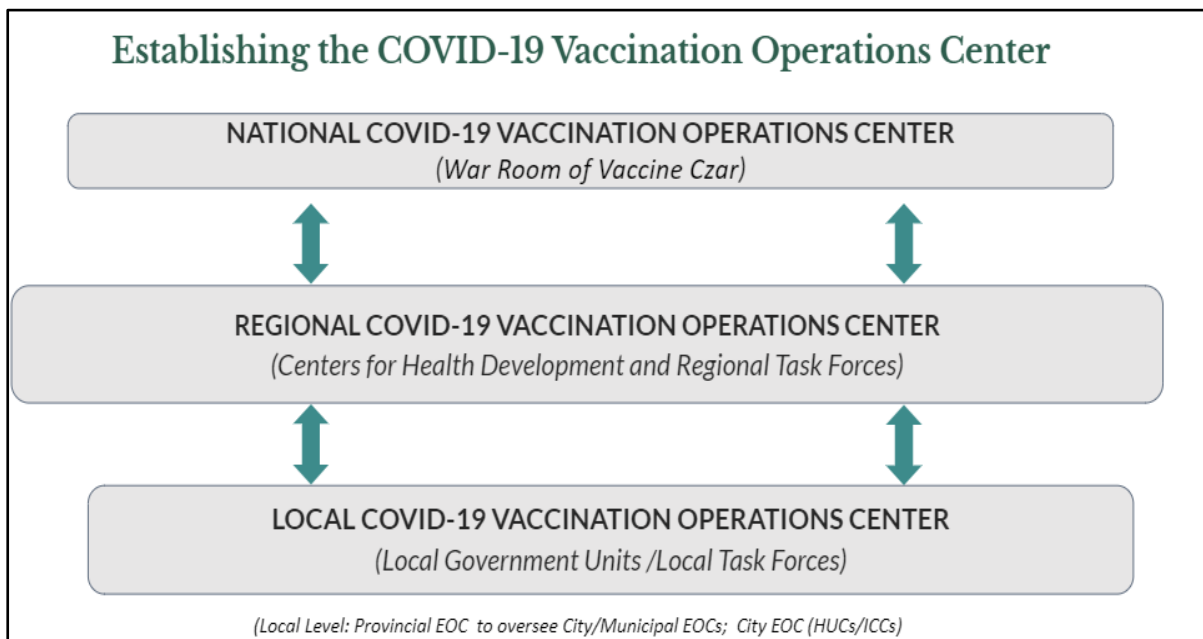 Establishing the COVID-19 Vaccination Operations Center
NATIONAL COVID-19 VACCINATION OPERATIONS CENTER
(War Room of Vaccine Czar)
REGIONAL COVID-19 VACCINATION OPERATIONS CENTER
(Centers for Health Development and Regional Task Forces)
LOCAL COVID-19 VACCINATION OPERATIONS CENTER
(Local Government Units /Local Task Forces)
(Local Level: Provincial EOC to oversee City/Municipal EOCs; City EOC (HUCs/ICCs)